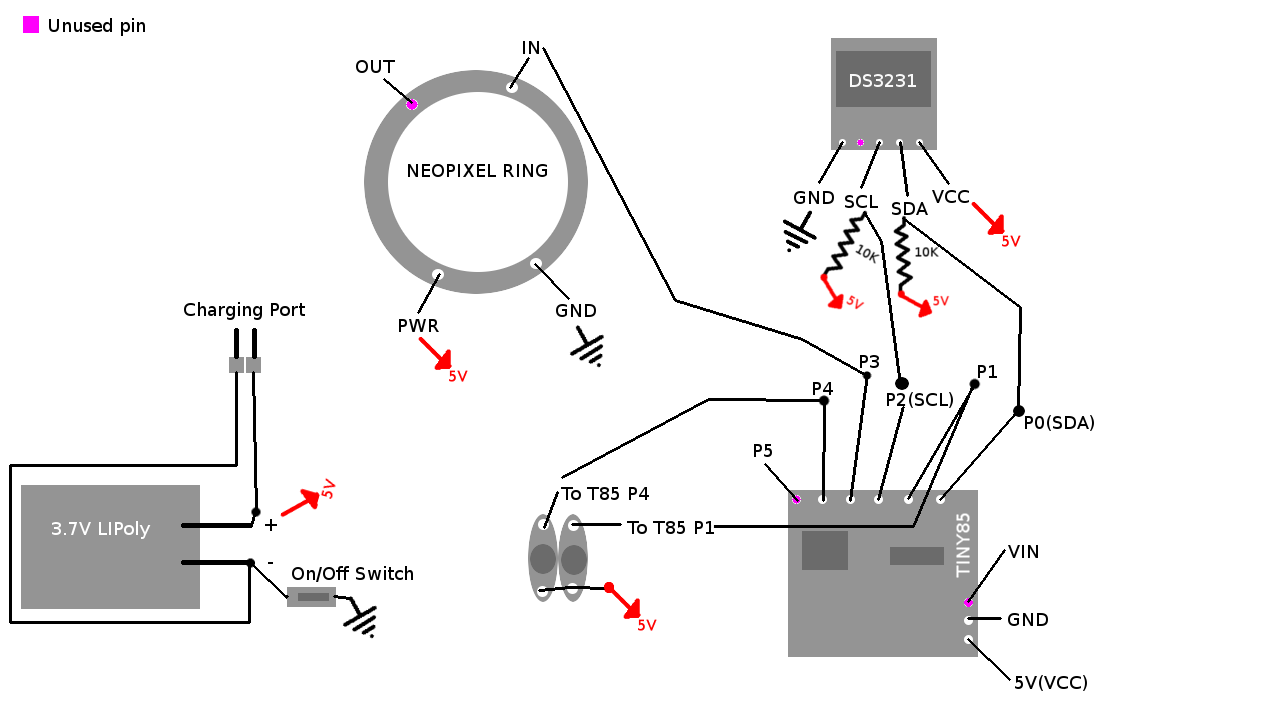 Unused pin
IN
OUT
NEOPIXEL RING
DS3231
GND
SCL
SDA
VCC
5V
10K
10K
5V
5V
Charging Port
PWR
GND
5V
P3
P1
P4
P2(SCL)
P0(SDA)
P5
To T85 P4
To T85 P1
5V
3.7V LIPoly
+
-
On/Off Switch
TINY85
VIN
GND
5V
5V(VCC)